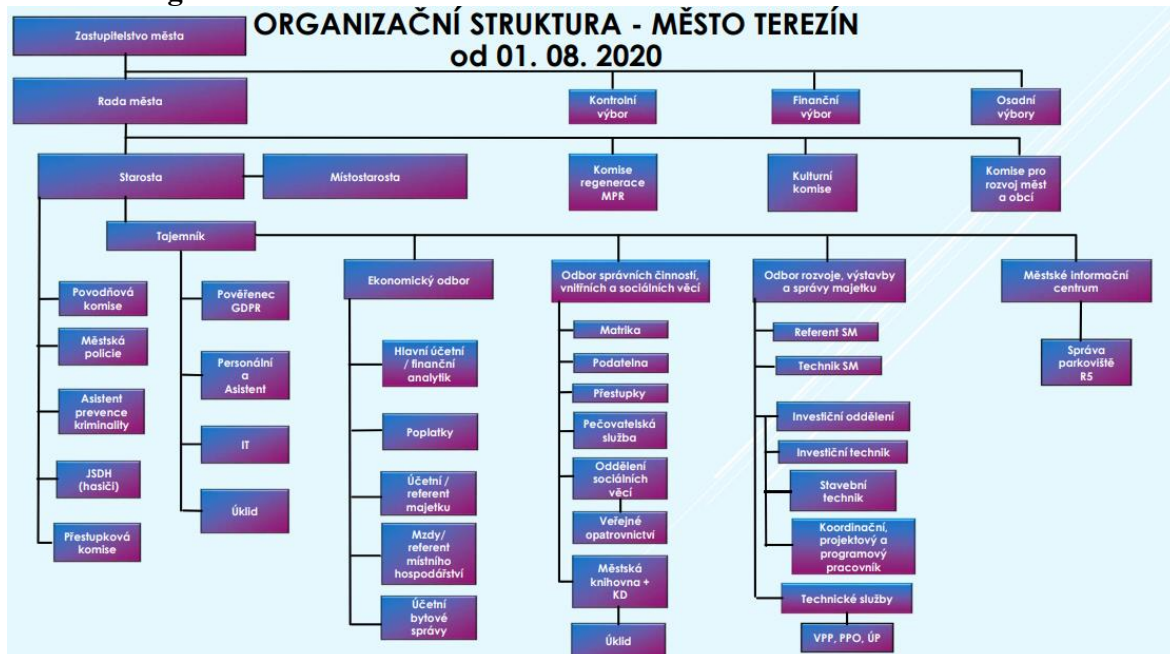 ORGANIZAČNÍ STRUKTURA - MĚSTO TEREZÍN
od 01. 08. 2020
Zastupitelstvo města
Rada města
Kontrolní
výbor
Finanční
výbor
Osadní
výbory
Starosta
Místostarosta
Komise
regenerace
MPR
Kulturní
komise
Komise pro
rozvoj měst
a obcí
Tajemník
Povodňová
komise
Městská
policie
Asistent
prevence
kriminality
JSDH
(hasiči)
Přestupková
komise
Pověřenec
GDPR
Personální
a
Asistent
IT
Úklid
Ekonomický odbor
Hlavní účetní
/ finanční
analytik
Poplatky
Účetní /
referent
majetku
Mzdy/
referent
místního
hospodářství
Účetní
bytové
správy
Odbor správních činností,
vnitřních a sociálních věcí
Matrika
Podatelna
Přestupky
Pečovatelská
služba
Oddělení
sociálních
věcí
Veřejné
opatrovnictví
Městská
knihovna +
KD
Úklid
Odbor rozvoje, výstavby
a správy majetku
Referent SM
Technik SM
Investiční oddělení
Investiční technik
Stavební
technik
Koordinační,
projektový a
programový
pracovník
Technické služby
VPP, PPO, ÚP
Městské informační
centrum
Správa
parkoviště
R5